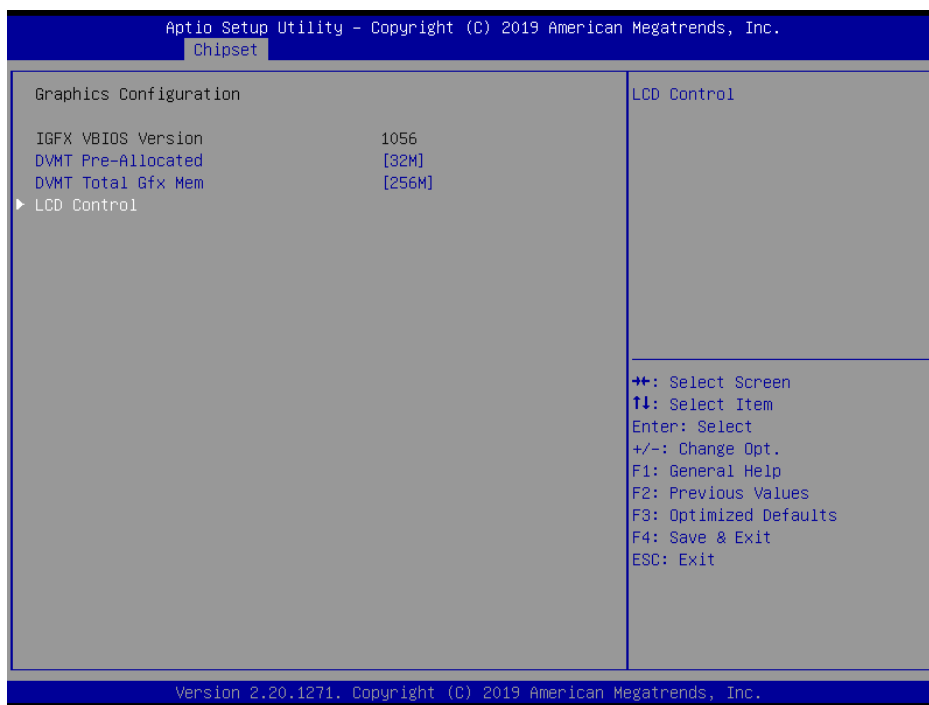 Aptio Setup Utility – Copyright (C) 2019 American Megatrends, Inc.
Chipset
Graphics Configuration
IGFX VBIOS Version 1056
DVMT Pre-Allocated [32M]
DVMT Total Gfx Mem [256M]
▶ LCD Control
LCD Control
→←: Select Screen
↑↓: Select Item
Enter: Select
+/-: Change Opt.
F1: General Help
F2: Previous Values
F3: Optimized Defaults
F4: Save & Exit
ESC: Exit
Version 2.20.1271. Copyright (C) 2019 American Megatrends, Inc.